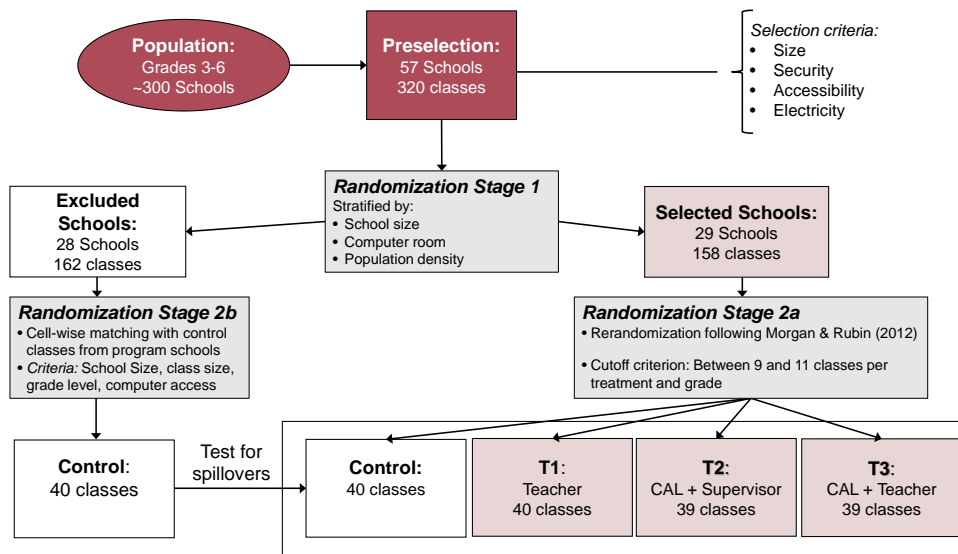 Population:
Grades 3-6
~300 Schools
Preselection:
57 Schools
320 classes
Selection criteria:
• Size
• Security
• Accessibility
• Electricity
Randomization Stage 1
Stratified by:
• School size
• Computer room
• Population density
Excluded
Schools:
28 Schools
162 classes
Selected Schools:
29 Schools
158 classes
Randomization Stage 2b
• Cell-wise matching with control
classes from program schools
• Criteria: School Size, class size,
grade level, computer access
Randomization Stage 2a
• Rerandomization following Morgan & Rubin (2012)
• Cutoff criterion: Between 9 and 11 classes per
treatment and grade
Control:
40 classes
Test for
spillovers
Control:
40 classes
T1:
Teacher
40 classes
T2:
CAL + Supervisor
39 classes
T3:
CAL + Teacher
39 classes